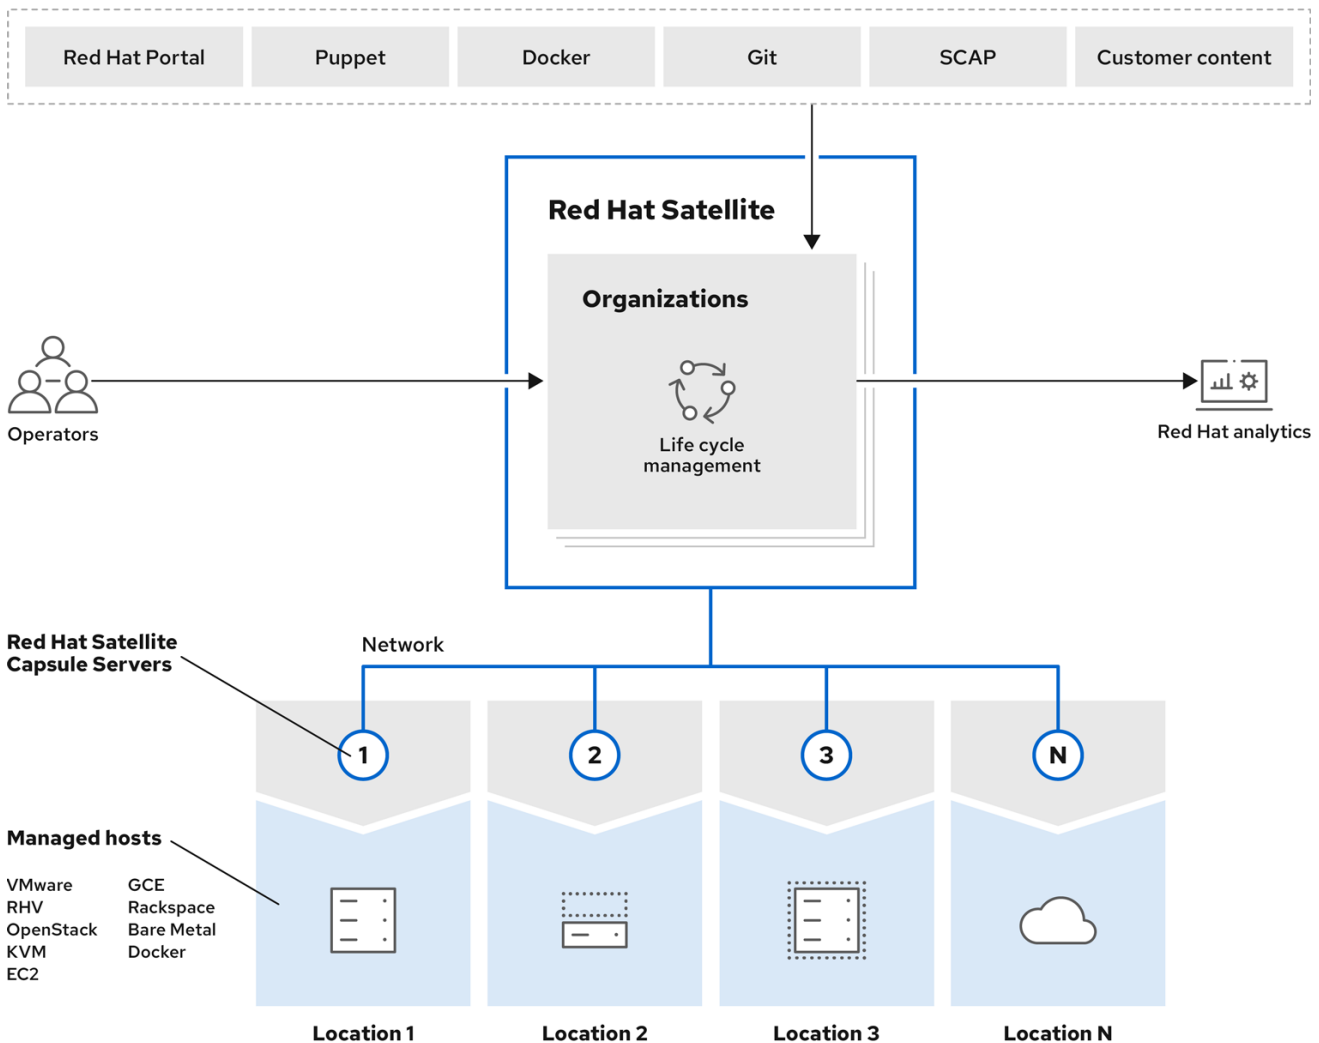 Red Hat Portal
Puppet
Docker
Git
SCAP
Customer content
Red Hat Satellite
Organizations
Life cycle
management
Operators
Red Hat analytics
Red Hat Satellite
Capsule Servers
Network
1
2
3
N
Managed hosts
VMware
RHV
OpenStack
KVM
EC2
GCE
Rackspace
Bare Metal
Docker
Location 1
Location 2
Location 3
Location N